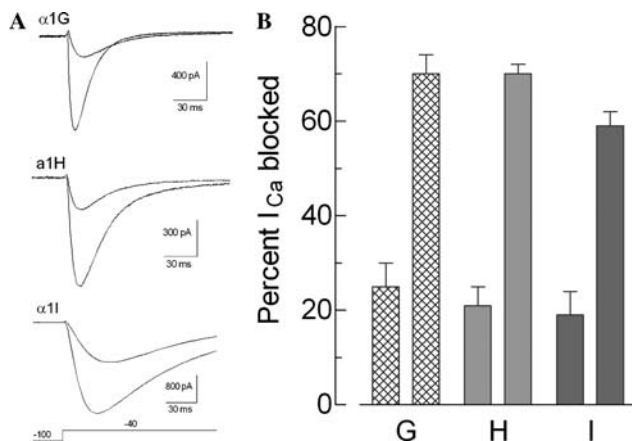 A
α1G
400 pA
30 ms
a1H
300 pA
30 ms
α1I
800 pA
30 ms
-40
-100
B
Percent I Ca blocked
80
60
40
20
0
G H I